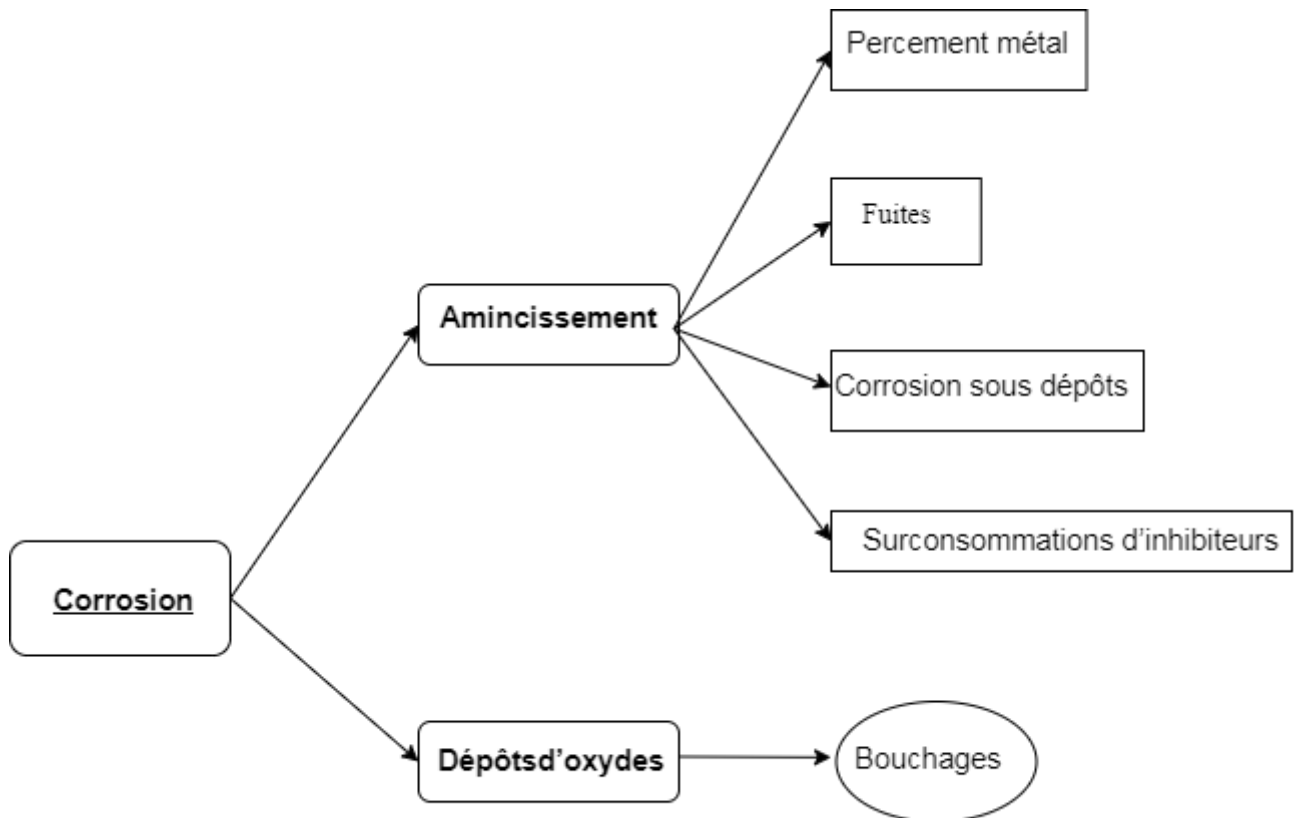 Percement métal
Fuites
Amincissement
Corrosion sous dépôts
Surconsommations d’inhibiteurs
Corrosion
Dépôtsd’oxydes
Bouchages